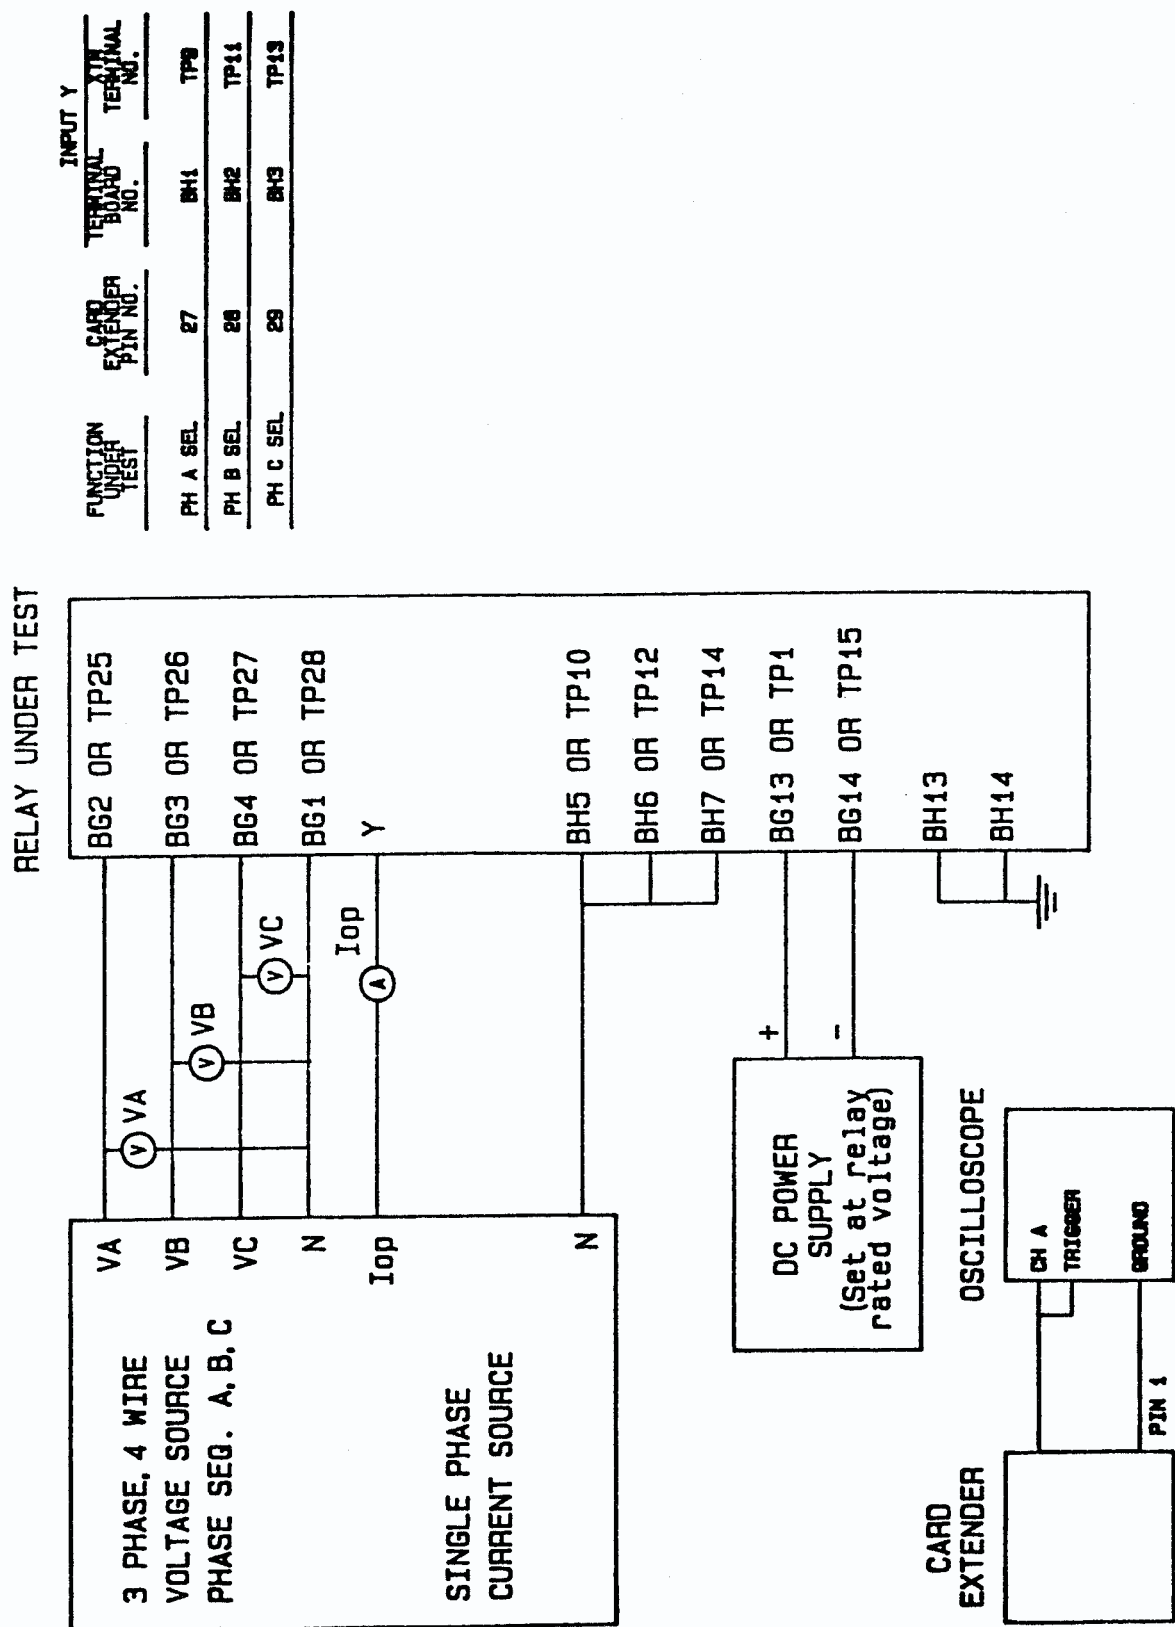 RELAY UNDER TEST
3 PHASE, 4 WIRE
VOLTAGE SOURCE
PHASE SEQ. A, B, C
SINGLE PHASE
CURRENT SOURCE
VA
VB
VC
N
Iop
N
V VA
V VB
V VC
A Iop
BG2 OR TP25
BG3 OR TP26
BG4 OR TP27
BG1 OR TP28
Y
BH5 OR TP10
BH6 OR TP12
BH7 OR TP14
BG13 OR TP1
BG14 OR TP15
BH13
BH14
DC POWER
SUPPLY
(Set at relay
rated voltage)
+
-
CARD
EXTENDER
PIN 1
OSCILLOSCOPE
CH A
TRIGGER
GROUND
INPUT Y
FUNCTION UNDER TEST
CARD EXTENDER PIN NO.
TERMINAL BOARD NO.
XTM TERMINAL NO.
PH A SEL 27 BH1 TP9
PH B SEL 28 BH2 TP11
PH C SEL 29 BH3 TP13